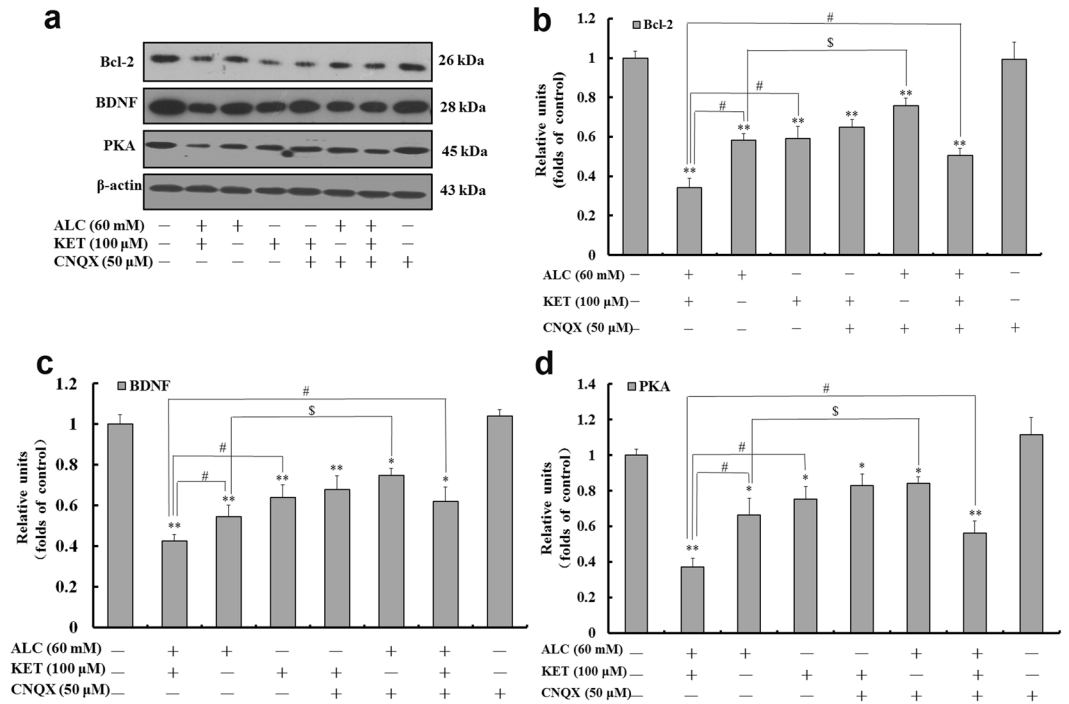 a
Bcl-2
26 kDa
BDNF
28 kDa
PKA
45 kDa
β-actin
43 kDa
ALC (60 mM) — + + — — + + —
KET (100 μM) — + — + + — + —
CNQX (50 μM) — — — — + + + +
b
Bcl-2
Relative units
(folds of control)
1.2
1
0.8
0.6
0.4
0.2
0
#
$
#
#
** ** ** ** ** **
ALC (60 mM) — + + — — + + —
KET (100 μM) — + — + + — + —
CNQX (50 μM) — — — — + + + +
c
BDNF
Relative units
(folds of control)
1.2
1
0.8
0.6
0.4
0.2
0
#
$
#
#
** ** ** ** * *
ALC (60 mM) — + + — — + + —
KET (100 μM) — + — + + — + —
CNQX (50 μM) — — — — + + + +
d
PKA
Relative units
(folds of control)
1.4
1.2
1
0.8
0.6
0.4
0.2
0
#
$
#
#
** * * * * **
ALC (60 mM) — + + — — + + —
KET (100 μM) — + — + + — + —
CNQX (50 μM) — — — — + + + +